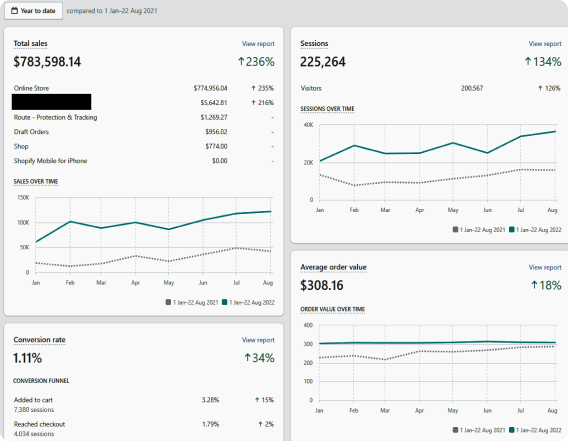 Year to date compared to 1 Jan–22 Aug 2021
Total sales View report
$783,598.14 ↑236%
Online Store $774,956.04 ↑ 235%
$5,642.81 ↑ 216%
Route - Protection & Tracking $1,269.27 -
Draft Orders $956.02 -
Shop $774.00 -
Shopify Mobile for iPhone $0.00 -
SALES OVER TIME
150K
100K
50K
0
Jan Feb Mar Apr May Jun Jul Aug
1 Jan–22 Aug 2021 1 Jan–22 Aug 2022
Conversion rate View report
1.11% ↑34%
CONVERSION FUNNEL
Added to cart 3.28% ↑ 15%
7,380 sessions
Reached checkout 1.79% ↑ 2%
4,034 sessions
Sessions View report
225,264 ↑134%
Visitors 200,567 ↑ 126%
SESSIONS OVER TIME
40K
20K
0
Jan Feb Mar Apr May Jun Jul Aug
1 Jan–22 Aug 2021 1 Jan–22 Aug 2022
Average order value View report
$308.16 ↑18%
ORDER VALUE OVER TIME
400
300
200
100
0
Jan Feb Mar Apr May Jun Jul Aug
1 Jan–22 Aug 2021 1 Jan–22 Aug 2022